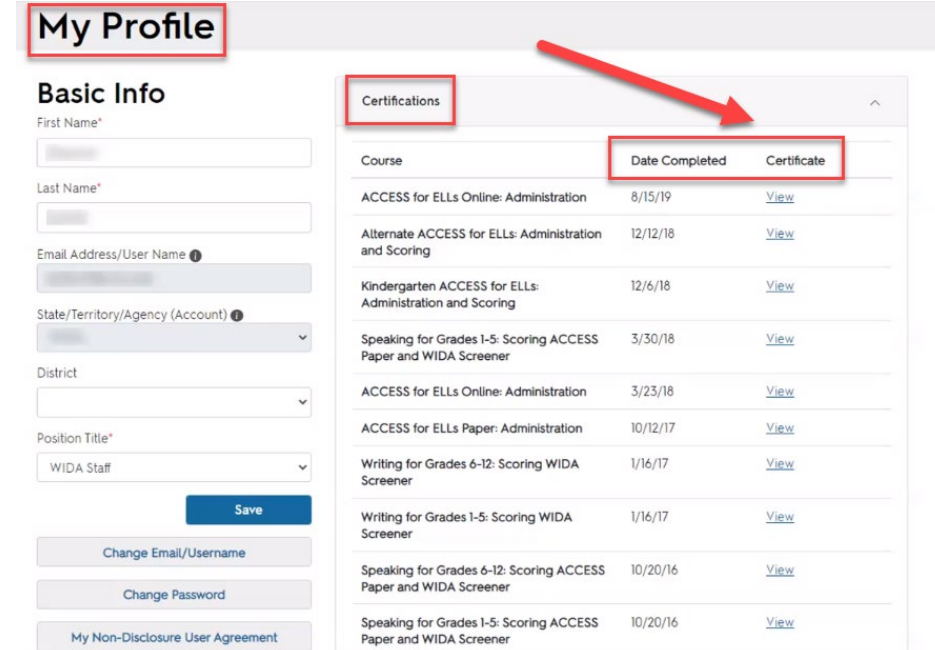 My Profile
Basic Info
First Name*
Last Name*
Email Address/User Name
State/Territory/Agency (Account)
District
Position Title*
WIDA Staff
Save
Change Email/Username
Change Password
My Non-Disclosure User Agreement
Certifications
Course Date Completed Certificate
ACCESS for ELLs Online: Administration 8/15/19 View
Alternate ACCESS for ELLs: Administration 12/12/18 View
and Scoring
Kindergarten ACCESS for ELLs: 12/6/18 View
Administration and Scoring
Speaking for Grades 1-5: Scoring ACCESS 3/30/18 View
Paper and WIDA Screener
ACCESS for ELLs Online: Administration 3/23/18 View
ACCESS for ELLs Paper: Administration 10/12/17 View
Writing for Grades 6-12: Scoring WIDA 1/16/17 View
Screener
Writing for Grades 1-5: Scoring WIDA 1/16/17 View
Screener
Speaking for Grades 6-12: Scoring ACCESS 10/20/16 View
Paper and WIDA Screener
Speaking for Grades 1-5: Scoring ACCESS 10/20/16 View
Paper and WIDA Screener